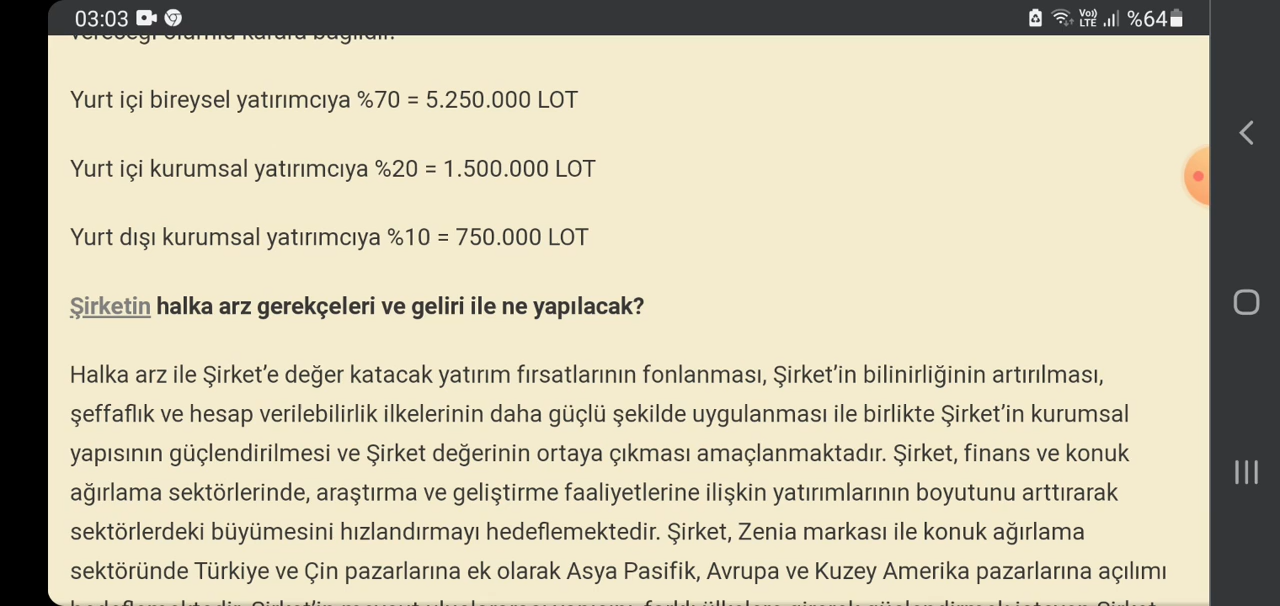 03:03
Vo)) LTE %64
Yurt içi bireysel yatırımcıya %70 = 5.250.000 LOT
Yurt içi kurumsal yatırımcıya %20 = 1.500.000 LOT
Yurt dışı kurumsal yatırımcıya %10 = 750.000 LOT
Şirketin halka arz gerekçeleri ve geliri ile ne yapılacak?
Halka arz ile Şirket’e değer katacak yatırım fırsatlarının fonlanması, Şirket’in bilinirliğinin artırılması,
şeffaflık ve hesap verilebilirlik ilkelerinin daha güçlü şekilde uygulanması ile birlikte Şirket’in kurumsal
yapısının güçlendirilmesi ve Şirket değerinin ortaya çıkması amaçlanmaktadır. Şirket, finans ve konuk
ağırlama sektörlerinde, araştırma ve geliştirme faaliyetlerine ilişkin yatırımlarının boyutunu arttırarak
sektörlerdeki büyümesini hızlandırmayı hedeflemektedir. Şirket, Zenia markası ile konuk ağırlama
sektöründe Türkiye ve Çin pazarlarına ek olarak Asya Pasifik, Avrupa ve Kuzey Amerika pazarlarına açılımı